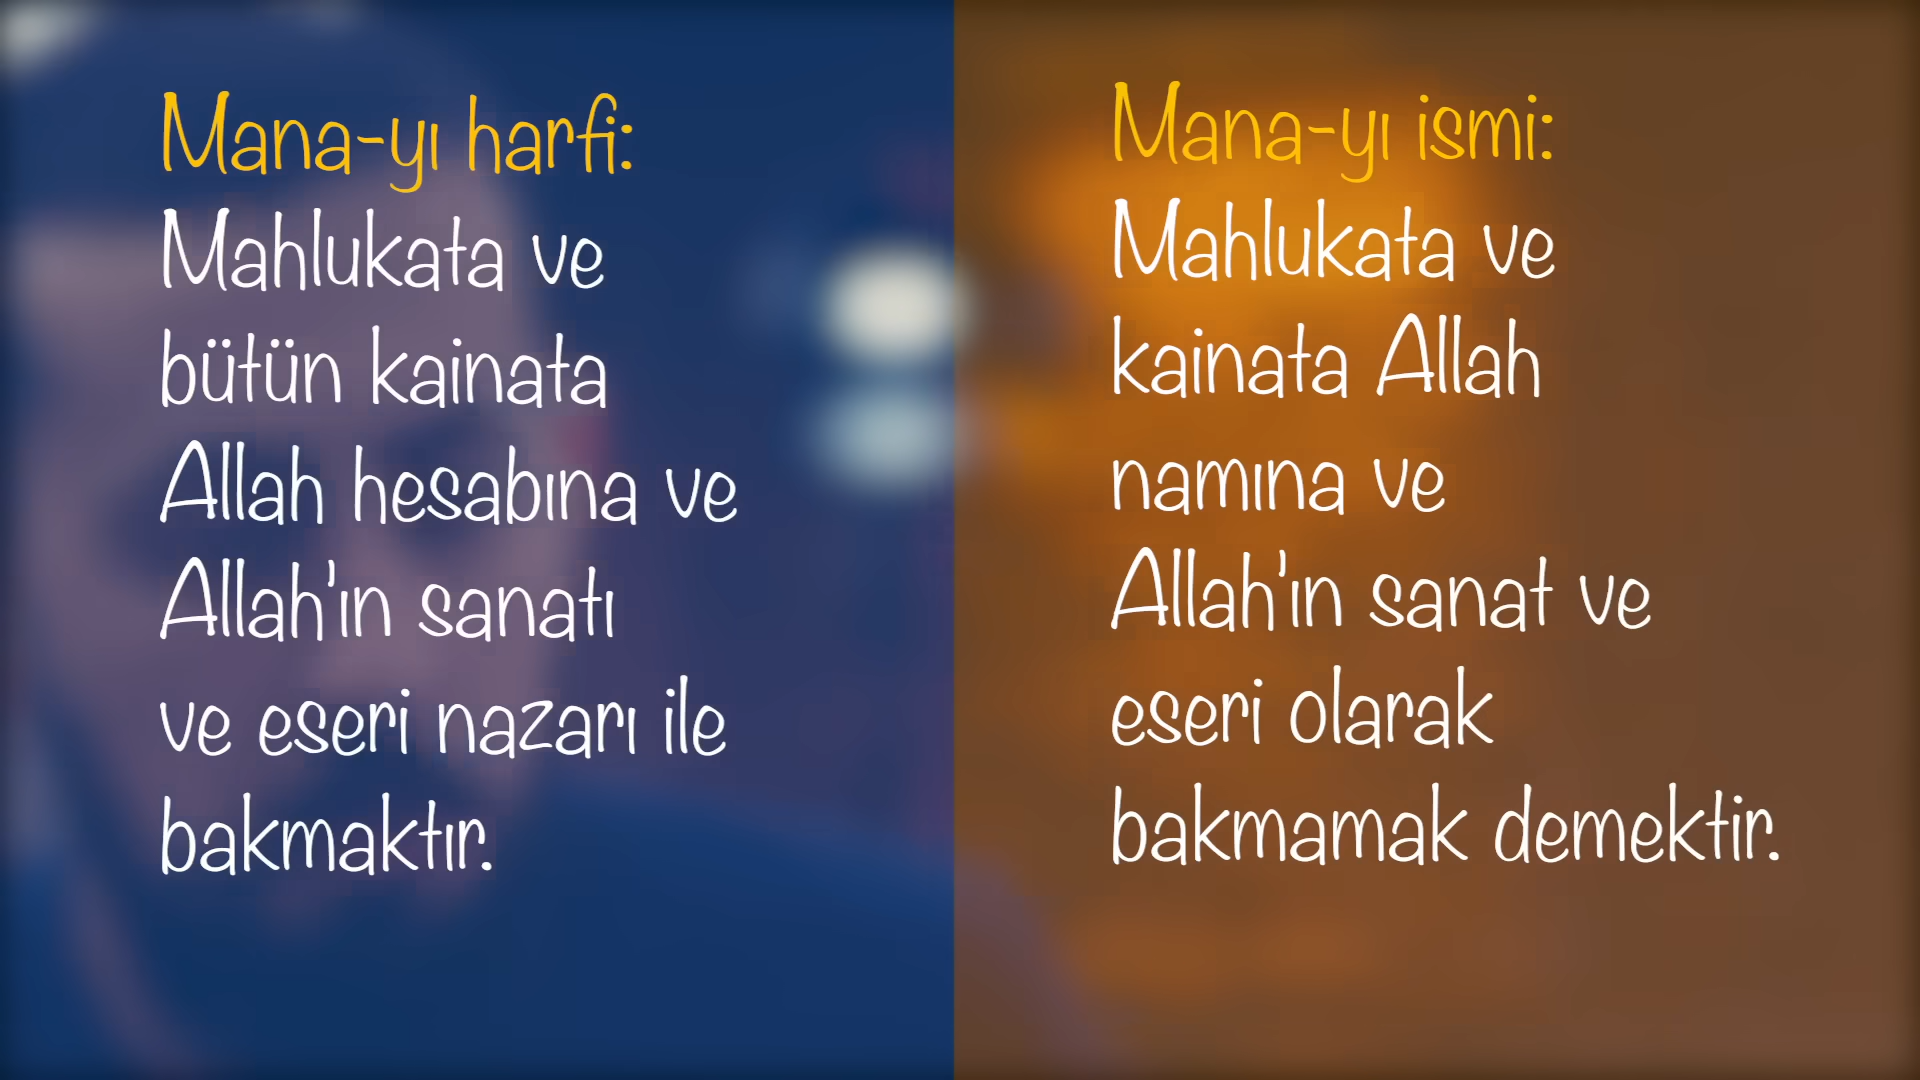 Mana-yı harfi:
Mahlukata ve
bütün kainata
Allah hesabına ve
Allah'ın sanatı
ve eseri nazarı ile
bakmaktır.
Mana-yı ismi:
Mahlukata ve
kainata Allah
namına ve
Allah'ın sanat ve
eseri olarak
bakmamak demektir.